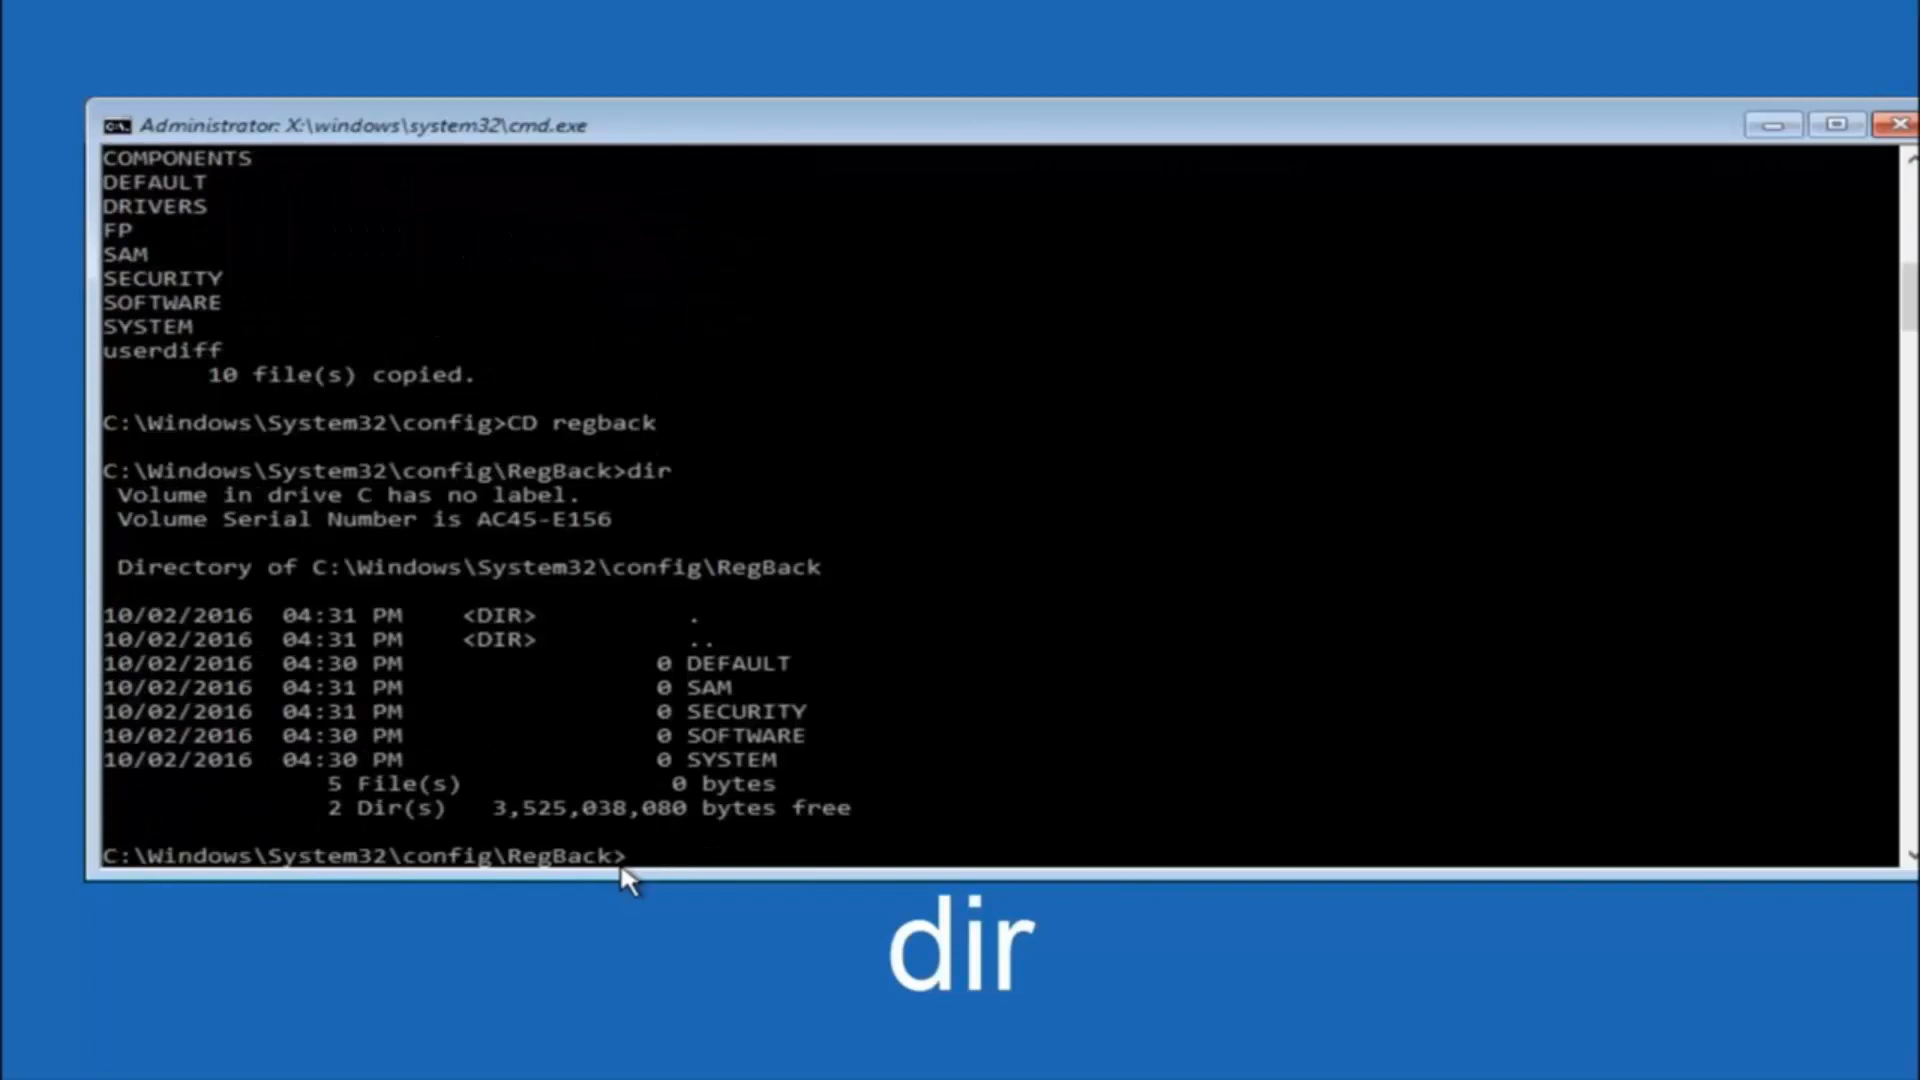 Administrator: X:\windows\system32\cmd.exe
COMPONENTS
DEFAULT
DRIVERS
FP
SAM
SECURITY
SOFTWARE
SYSTEM
userdiff
10 file(s) copied.
C:\Windows\System32\config>CD regback
C:\Windows\System32\config\RegBack>dir
Volume in drive C has no label.
Volume Serial Number is AC45-E156
Directory of C:\Windows\System32\config\RegBack
10/02/2016 04:31 PM <DIR> .
10/02/2016 04:31 PM <DIR> ..
10/02/2016 04:30 PM 0 DEFAULT
10/02/2016 04:31 PM 0 SAM
10/02/2016 04:31 PM 0 SECURITY
10/02/2016 04:30 PM 0 SOFTWARE
10/02/2016 04:30 PM 0 SYSTEM
5 File(s) 0 bytes
2 Dir(s) 3,525,038,080 bytes free
C:\Windows\System32\config\RegBack>
dir